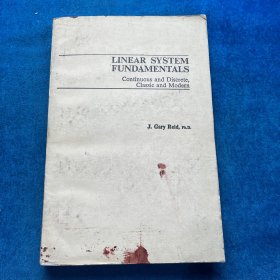 LINEAR SYSTEM
FUNDAMENTALS
Continuous and Discrete,
Classic and Modern
J. Gary Reid, Ph.D.